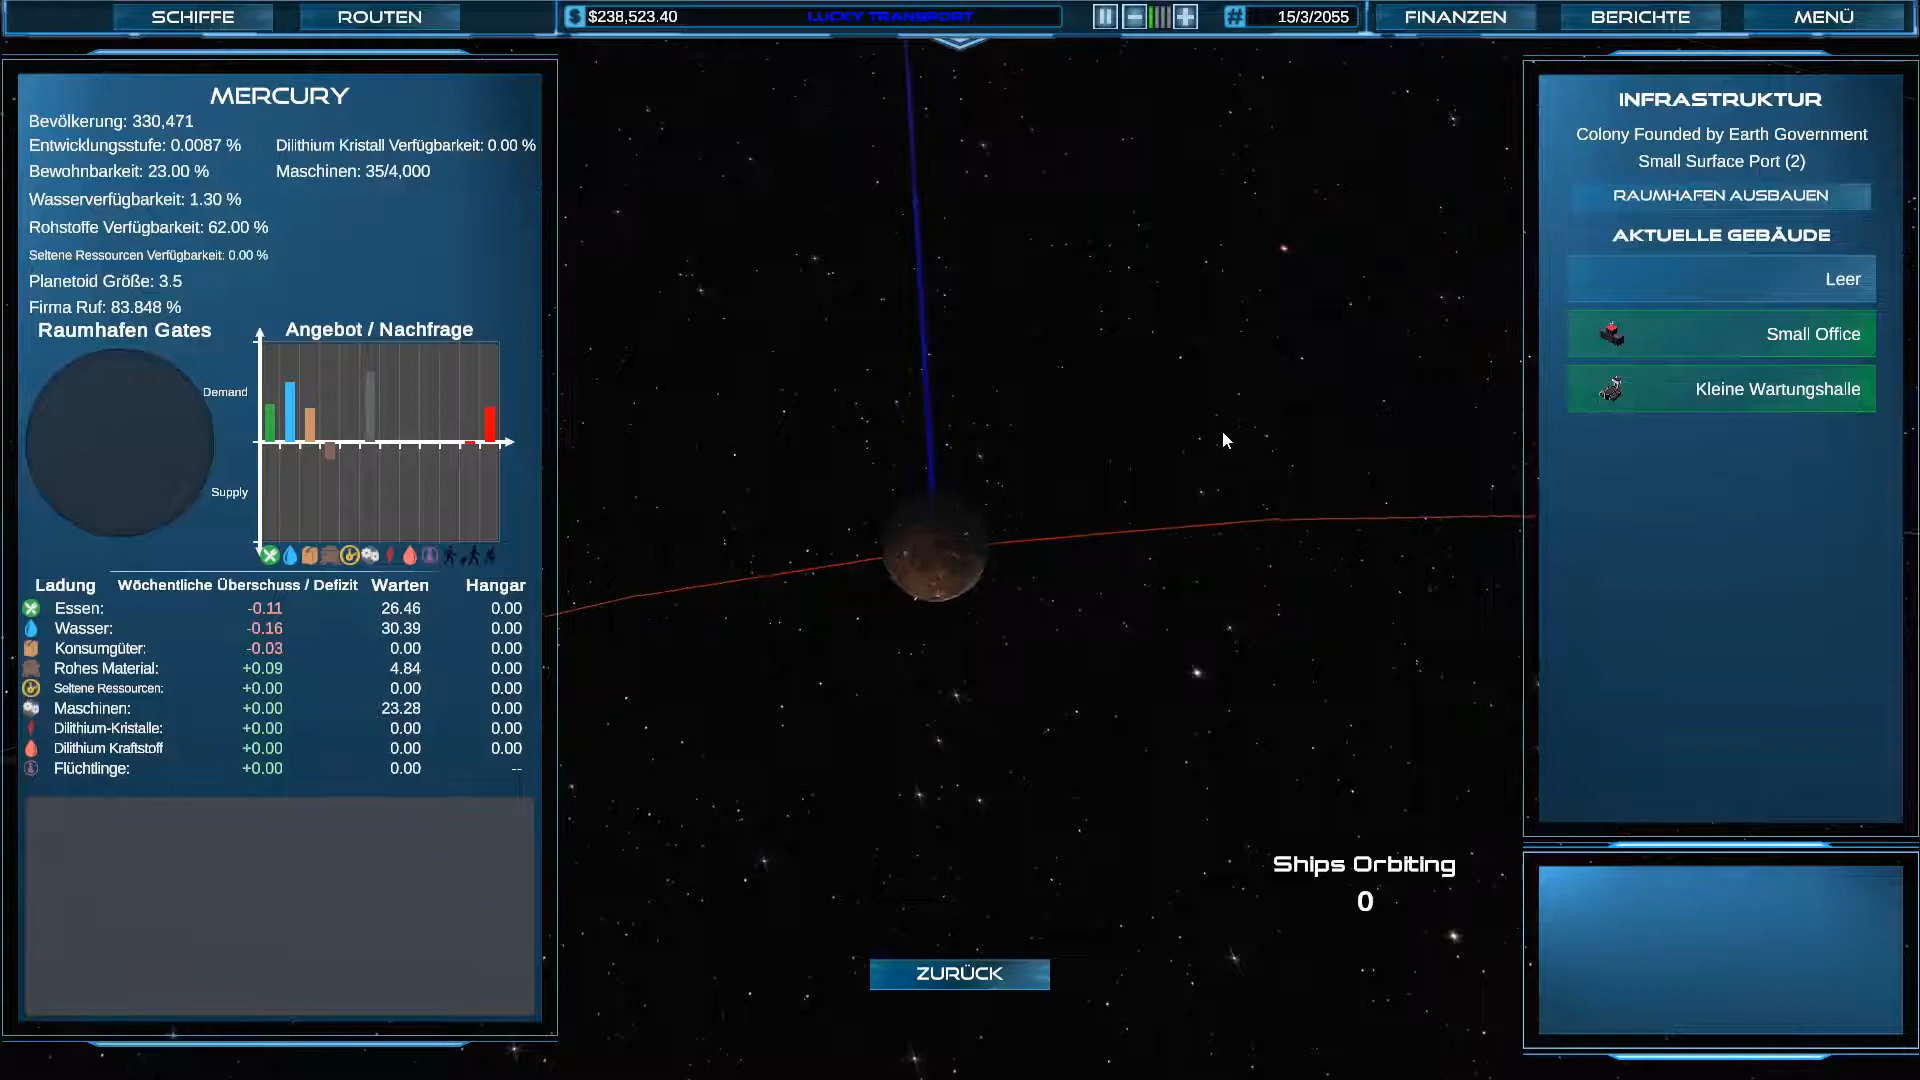 SCHIFFE
ROUTEN
$ $238,523.40
LUCKY TRANSPORT
# 15/3/2055
FINANZEN
BERICHTE
MENÜ
MERCURY
Bevölkerung: 330,471
Entwicklungsstufe: 0.0087 %
Dilithium Kristall Verfügbarkeit: 0.00 %
Bewohnbarkeit: 23.00 %
Maschinen: 35/4,000
Wasserverfügbarkeit: 1.30 %
Rohstoffe Verfügbarkeit: 62.00 %
Seltene Ressourcen Verfügbarkeit: 0.00 %
Planetoid Größe: 3.5
Firma Ruf: 83.848 %
Raumhafen Gates
Angebot / Nachfrage
Demand
Supply
Ladung Wöchentliche Überschuss / Defizit Warten Hangar
Essen: -0.11 26.46 0.00
Wasser: -0.16 30.39 0.00
Konsumgüter: -0.03 0.00 0.00
Rohes Material: +0.09 4.84 0.00
Seltene Ressourcen: +0.00 0.00 0.00
Maschinen: +0.00 23.28 0.00
Dilithium-Kristalle: +0.00 0.00 0.00
Dilithium Kraftstoff +0.00 0.00 0.00
Flüchtlinge: +0.00 0.00 --
Ships Orbiting
0
ZURÜCK
INFRASTRUKTUR
Colony Founded by Earth Government
Small Surface Port (2)
RAUMHAFEN AUSBAUEN
AKTUELLE GEBÄUDE
Leer
Small Office
Kleine Wartungshalle